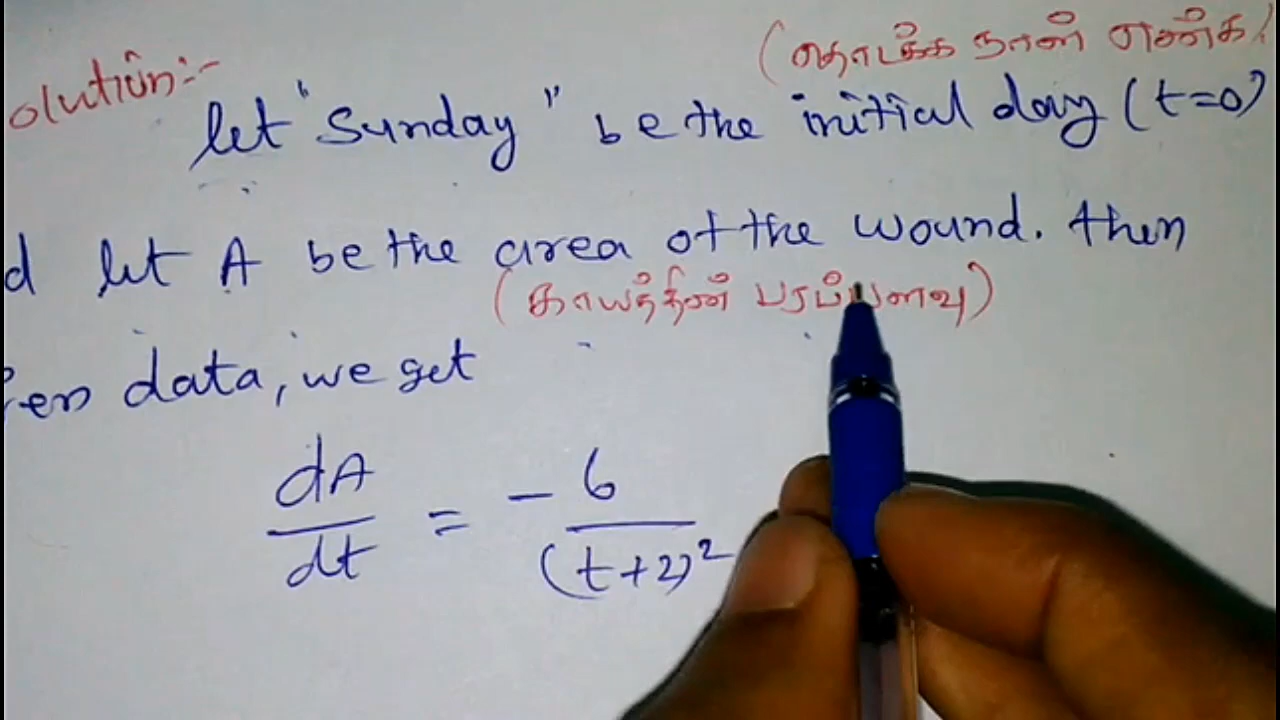 (தொடக்க நாள் என்க)
olution:-
let "Sunday" be the initial day (t=0)
d let A be the area of the wound. then
(காயத்தின் பரப்பளவு)
en data, we get
dA/dt = -6/(t+2)²